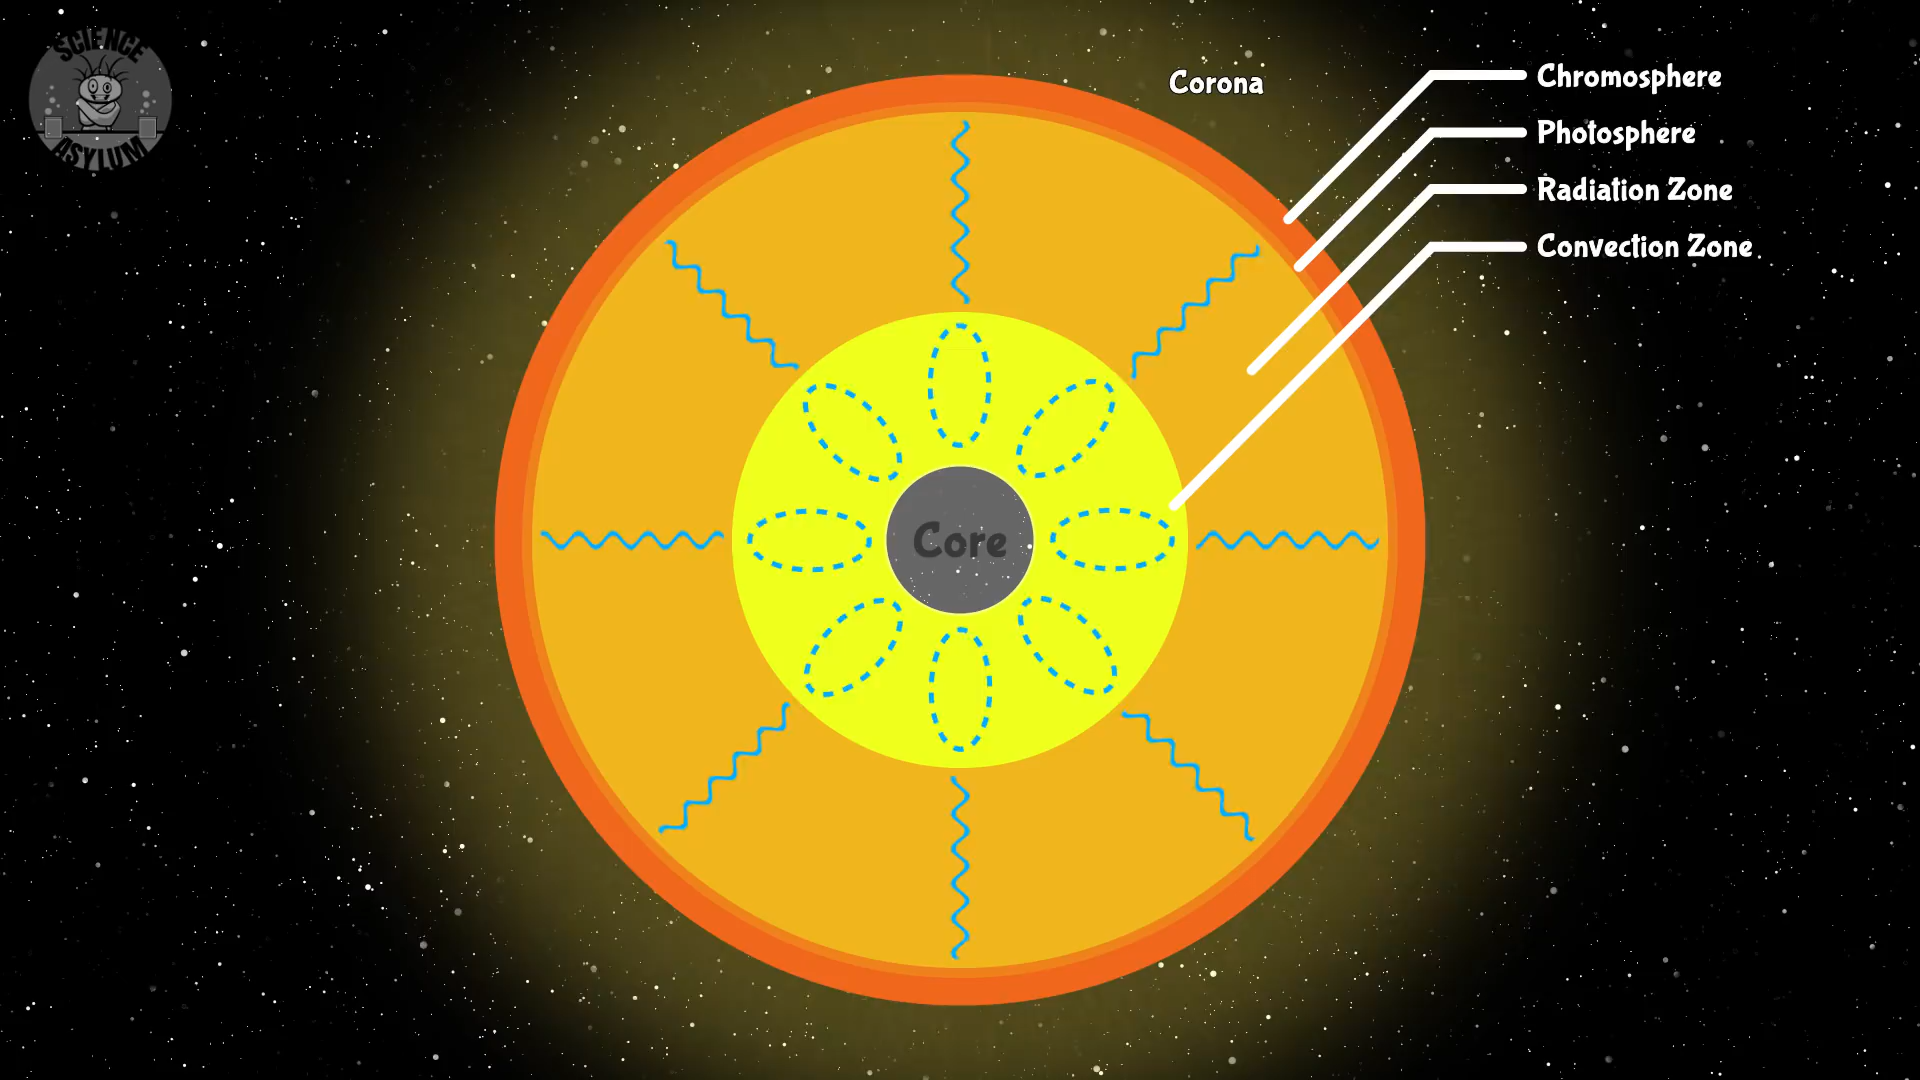 SCIENCE
ASYLUM
Corona
Chromosphere
Photosphere
Radiation Zone
Convection Zone
Core